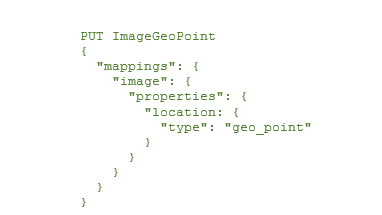 PUT ImageGeoPoint
{
  "mappings": {
    "image": {
      "properties": {
        "location: {
          "type": "geo_point"
        }
      }
    }
  }
}